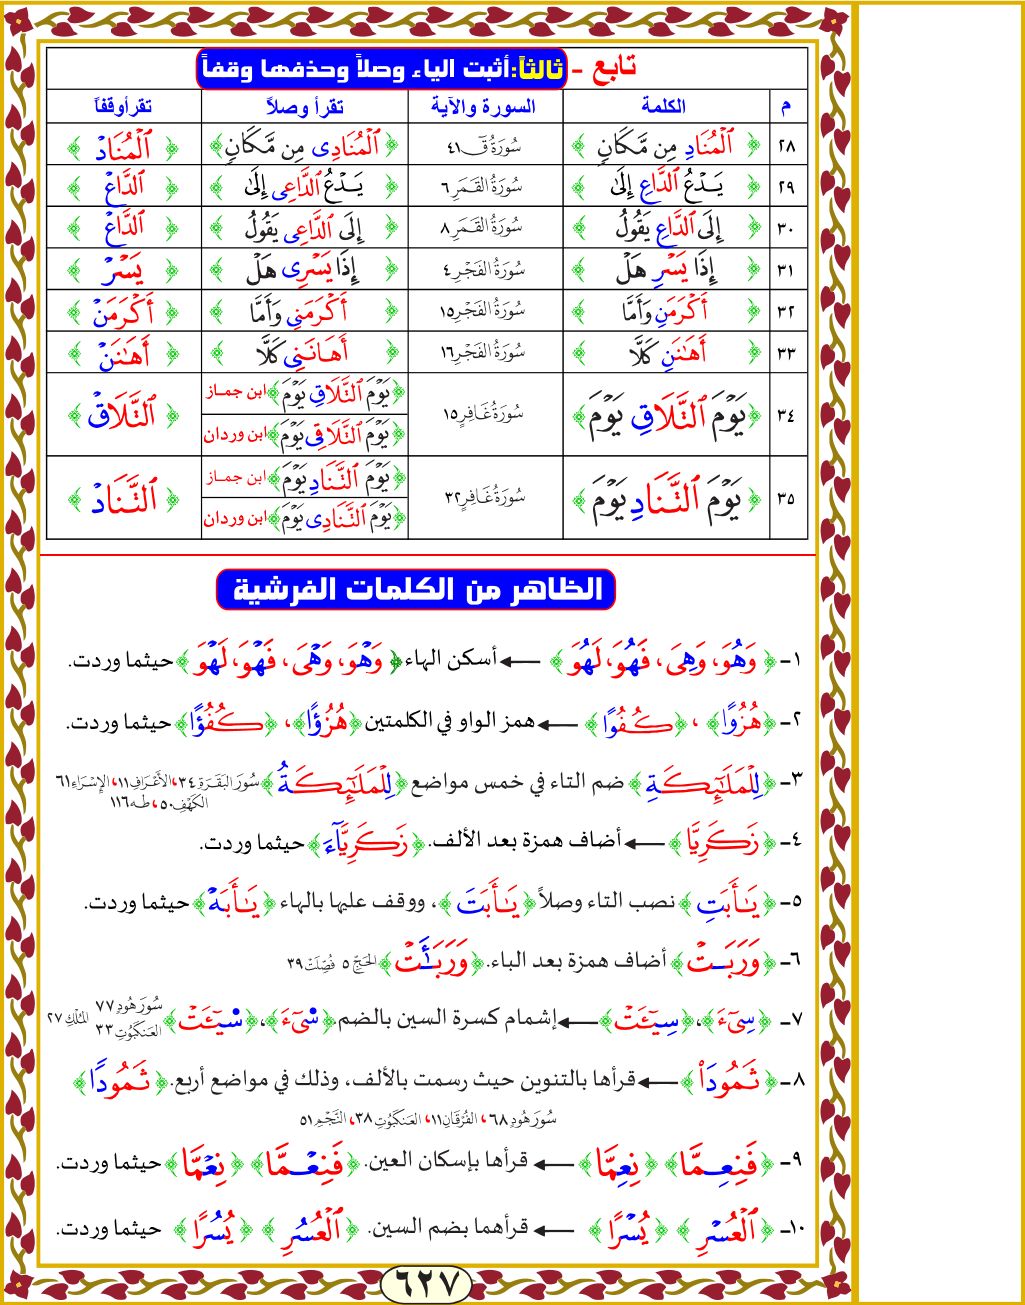 تابع - ثالثاً: أثبت الياء وصلاً وحذفها وقفاً
م الكلمة السورة والآية تقرأ وصلاً تقرأ وقفاً
٢٨ ﴿ ٱلْمُنَادِ مِن مَّكَانٍ ﴾ سُورَةُ قٓ ٤١ ﴿ ٱلْمُنَادِى مِن مَّكَانٍ ﴾ ﴿ ٱلْمُنَادْ ﴾
٢٩ ﴿ يَدْعُ ٱلدَّاعِ إِلَىٰ ﴾ سُورَةُ القَمَرِ ٦ ﴿ يَدْعُ ٱلدَّاعِى إِلَىٰ ﴾ ﴿ ٱلدَّاعْ ﴾
٣٠ ﴿ إِلَى ٱلدَّاعِ يَقُولُ ﴾ سُورَةُ القَمَرِ ٨ ﴿ إِلَى ٱلدَّاعِى يَقُولُ ﴾ ﴿ ٱلدَّاعْ ﴾
٣١ ﴿ إِذَا يَسْرِ هَلْ ﴾ سُورَةُ الفَجْرِ ٤ ﴿ إِذَا يَسْرِى هَلْ ﴾ ﴿ يَسْرْ ﴾
٣٢ ﴿ أَكْرَمَنِ وَأَمَّا ﴾ سُورَةُ الفَجْرِ ١٥ ﴿ أَكْرَمَنِى وَأَمَّا ﴾ ﴿ أَكْرَمَنْ ﴾
٣٣ ﴿ أَهَٰنَنِ كَلَّا ﴾ سُورَةُ الفَجْرِ ١٦ ﴿ أَهَانَنِى كَلَّا ﴾ ﴿ أَهَٰنَنْ ﴾
٣٤ ﴿ يَوْمَ ٱلتَّلَاقِ يَوْمَ ﴾ سُورَةُ غَافِرٍ ١٥ ﴿ يَوْمَ ٱلتَّلَاقِ يَوْمَ ﴾ ابن جماز ﴿ ٱلتَّلَاقْ ﴾
﴿ يَوْمَ ٱلتَّلَاقِى يَوْمَ ﴾ ابن وردان
٣٥ ﴿ يَوْمَ ٱلتَّنَادِ يَوْمَ ﴾ سُورَةُ غَافِرٍ ٣٢ ﴿ يَوْمَ ٱلتَّنَادِ يَوْمَ ﴾ ابن جماز ﴿ ٱلتَّنَادْ ﴾
﴿ يَوْمَ ٱلتَّنَادِى يَوْمَ ﴾ ابن وردان
الظاهر من الكلمات الفرشية
١- ﴿ وَهُوَ، وَهِىَ، فَهُوَ، لَهُوَ ﴾ ← أسكن الهاء ﴿ وَهْوَ، وَهْىَ، فَهْوَ، لَهْوَ ﴾ حيثما وردت.
٢- ﴿ هُزُوًا ﴾، ﴿ كُفُوًا ﴾ ← همز الواو في الكلمتين ﴿ هُزُؤًا ﴾، ﴿ كُفُؤًا ﴾ حيثما وردت.
٣- ﴿ لِلْمَلَٰٓئِكَةِ ﴾ ضم التاء في خمس مواضع ﴿ لِلْمَلَٰٓئِكَةُ ﴾ سُورَ البَقَرَةِ ٣٤، الأَعْرَافِ ١١، الإِسْرَاءِ ٦١
الكَهْفِ ٥٠، طه ١١٦
٤- ﴿ زَكَرِيَّا ﴾ ← أضاف همزة بعد الألف. ﴿ زَكَرِيَّآءَ ﴾ حيثما وردت.
٥- ﴿ يَٰأَبَتِ ﴾ نصب التاء وصلاً ﴿ يَٰأَبَتَ ﴾، ووقف عليها بالهاء ﴿ يَٰأَبَهْ ﴾ حيثما وردت.
٦- ﴿ وَرَبَتْ ﴾ أضاف همزة بعد الباء. ﴿ وَرَبَأَتْ ﴾ الحَجِّ ٥ فُصِّلَتْ ٣٩
٧- ﴿ سِىٓءَ ﴾، ﴿ سِيٓـَٔتْ ﴾ ← إشمام كسرة السين بالضم. ﴿ سِىٓءَ ﴾، ﴿ سِيٓـَٔتْ ﴾ سُورَ هُودٍ ٧٧ المُلْكِ ٢٧
العَنكَبُوتِ ٣٣
٨- ﴿ ثَمُودَا۟ ﴾ ← قرأها بالتنوين حيث رسمت بالألف، وذلك في مواضع أربع. ﴿ ثَمُودًا ﴾
سُورَ هُودٍ ٦٨، الفُرْقَانِ ١١، العَنكَبُوتِ ٣٨، النَّجْمِ ٥١
٩- ﴿ فَنِعِمَّا ﴾ ﴿ نِعِمَّا ﴾ ← قرأها بإسكان العين. ﴿ فَنِعْمَّا ﴾ ﴿ نِعْمَّا ﴾ حيثما وردت.
١٠- ﴿ ٱلْعُسْرِ ﴾ ﴿ يُسْرًا ﴾ ← قرأهما بضم السين. ﴿ ٱلْعُسُرِ ﴾ ﴿ يُسُرًا ﴾ حيثما وردت.
٦٢٧